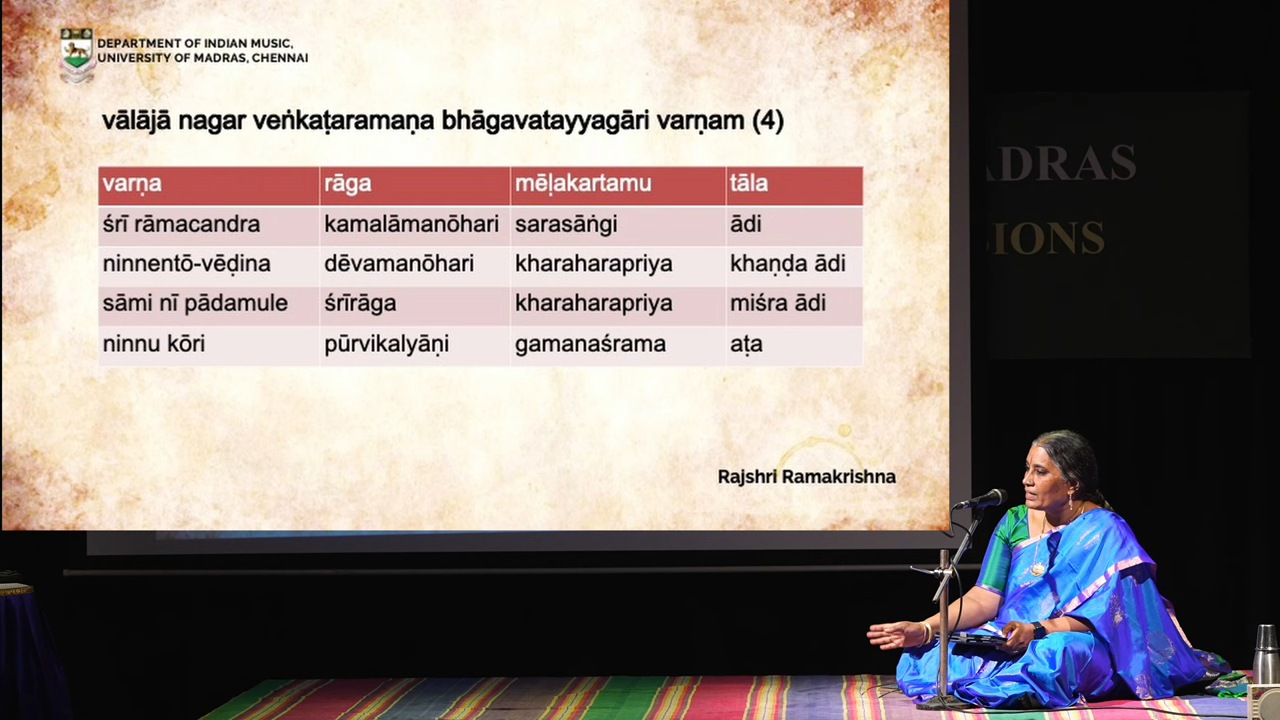 DEPARTMENT OF INDIAN MUSIC,
UNIVERSITY OF MADRAS, CHENNAI
vālājā nagar veṅkaṭaramaṇa bhāgavatayyagāri varṇam (4)
varṇa rāga mēḷakartamu tāla
śrī rāmacandra kamalāmanōhari sarasāṅgi ādi
ninnentō-vēḍina dēvamanōhari kharaharapriya khaṇḍa ādi
sāmi nī pādamule śrīrāga kharaharapriya miśra ādi
ninnu kōri pūrvikalyāṇi gamanaśrama aṭa
Rajshri Ramakrishna
ADRAS
IONS